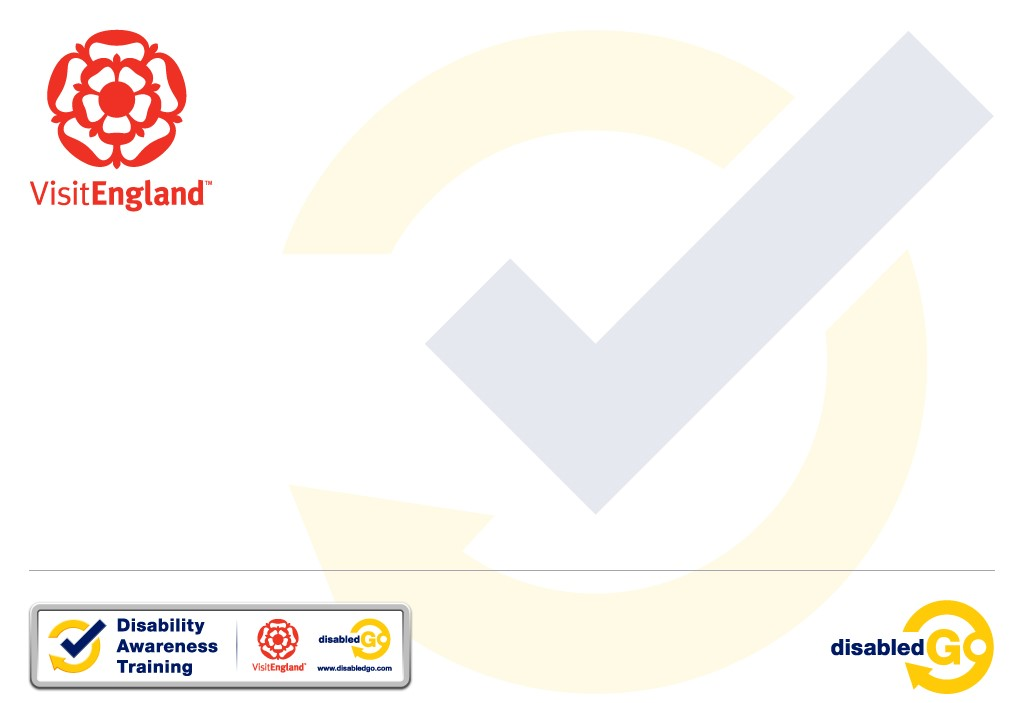 VisitEngland™
Disability
Awareness
Training
VisitEngland™
disabledGo
www.disabledgo.com
disabledGo